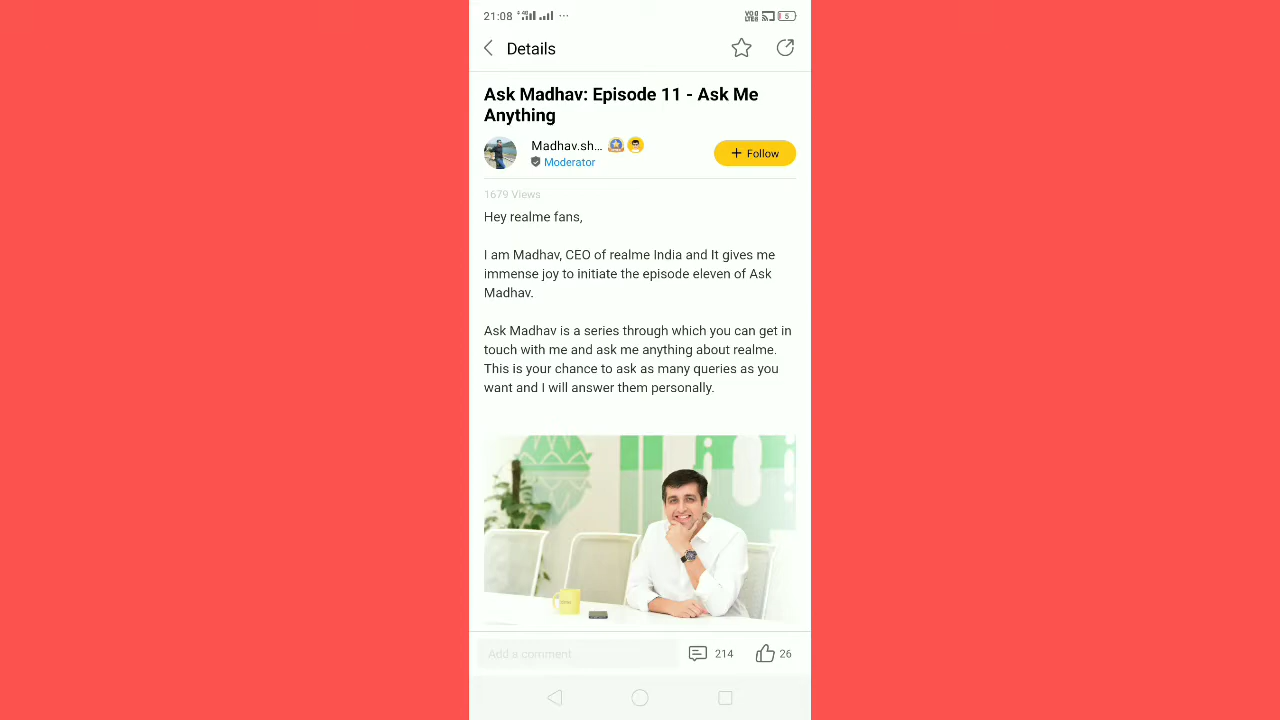 21:08
VoD LTE
5
Details
Ask Madhav: Episode 11 - Ask Me
Anything
Madhav.sh...
Moderator
+ Follow
1679 Views
Hey realme fans,
I am Madhav, CEO of realme India and It gives me
immense joy to initiate the episode eleven of Ask
Madhav.
Ask Madhav is a series through which you can get in
touch with me and ask me anything about realme.
This is your chance to ask as many queries as you
want and I will answer them personally.
Add a comment
214
26